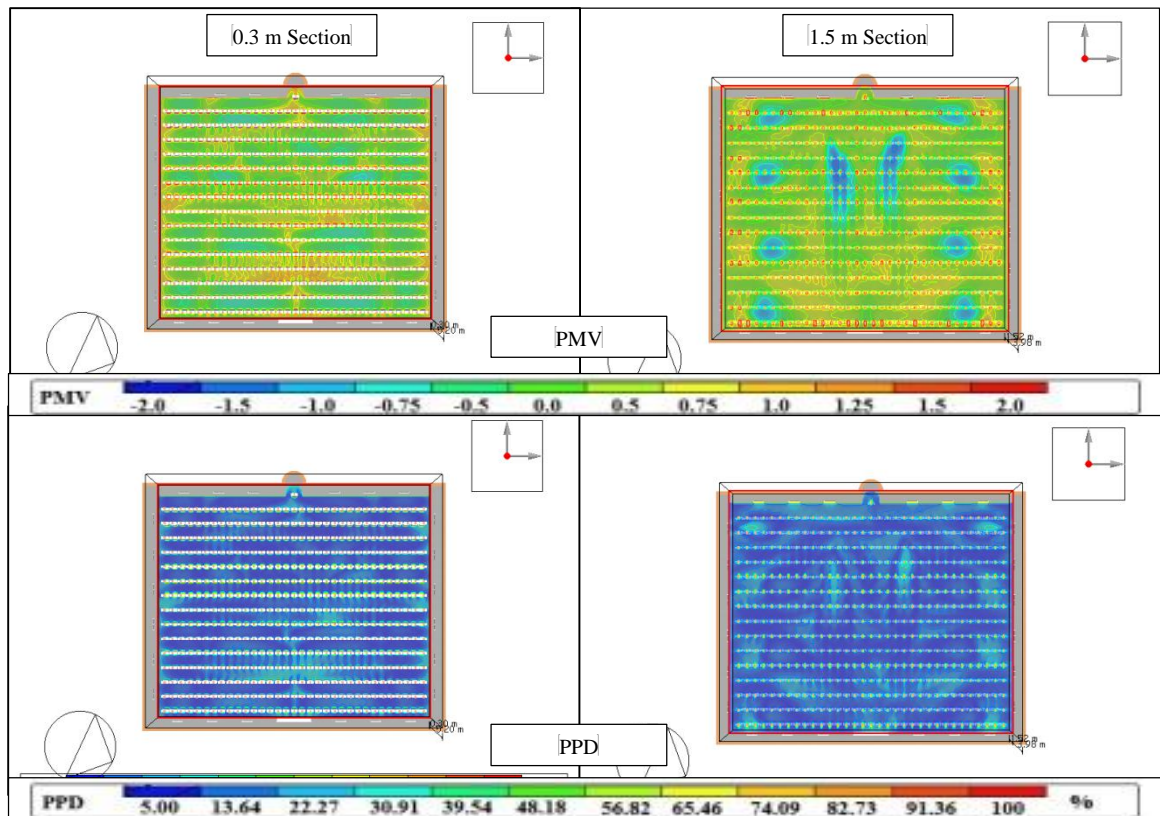 0.3 m Section
1.5 m Section
PMV
PMV -2.0 -1.5 -1.0 -0.75 -0.5 0.0 0.5 0.75 1.0 1.25 1.5 2.0
PPD
PPD 5.00 13.64 22.27 30.91 39.54 48.18 56.82 65.46 74.09 82.73 91.36 100 %